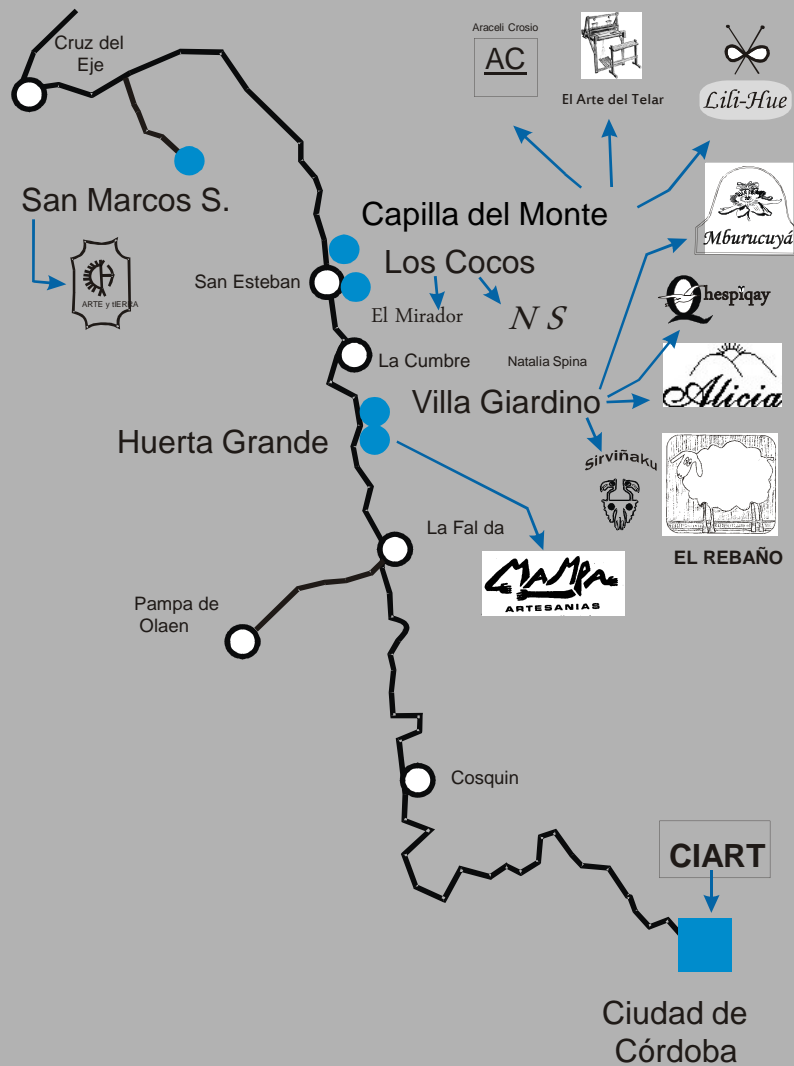 Cruz del
Eje
Araceli Crosio
AC
El Arte del Telar
Lili-Hue
San Marcos S.
Capilla del Monte
Mburucuyá
Los Cocos
San Esteban
ARTE y tIERRA
El Mirador
N S
Qhespiqay
La Cumbre
Natalia Spina
Alicia
Villa Giardino
Huerta Grande
Sirviñaku
La Fal da
EL REBAÑO
MAMPA
ARTESANIAS
Pampa de
Olaen
Cosquin
CIART
Ciudad de
Córdoba